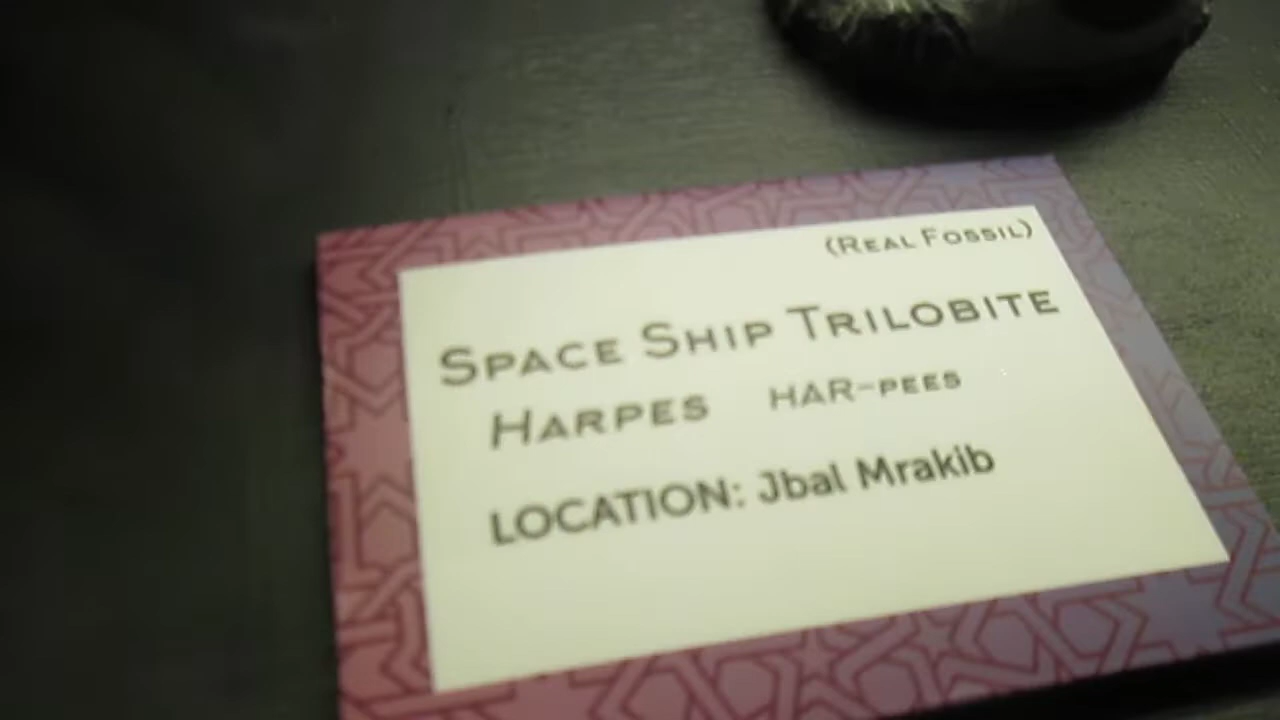 (Real Fossil)
Space Ship Trilobite
Harpes har-pees
LOCATION: Jbal Mrakib